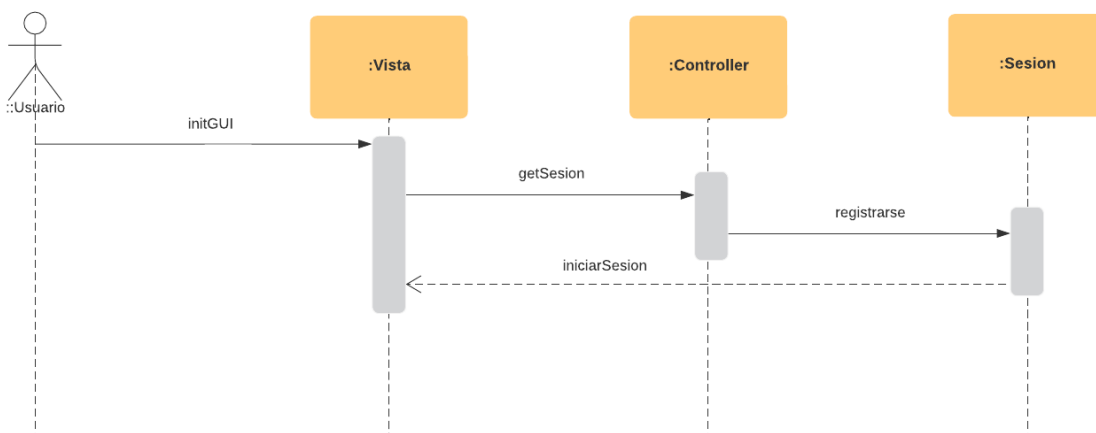 :Vista
:Controller
:Sesion
::Usuario
initGUI
getSesion
registrarse
iniciarSesion